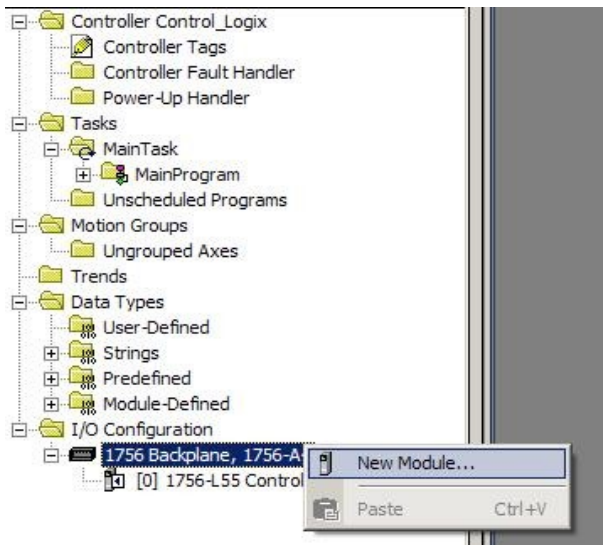 Controller Control_Logix
Controller Tags
Controller Fault Handler
Power-Up Handler
Tasks
MainTask
MainProgram
Unscheduled Programs
Motion Groups
Ungrouped Axes
Trends
Data Types
User-Defined
Strings
Predefined
Module-Defined
I/O Configuration
1756 Backplane, 1756-A
New Module...
[0] 1756-L55 Control
Paste Ctrl+V